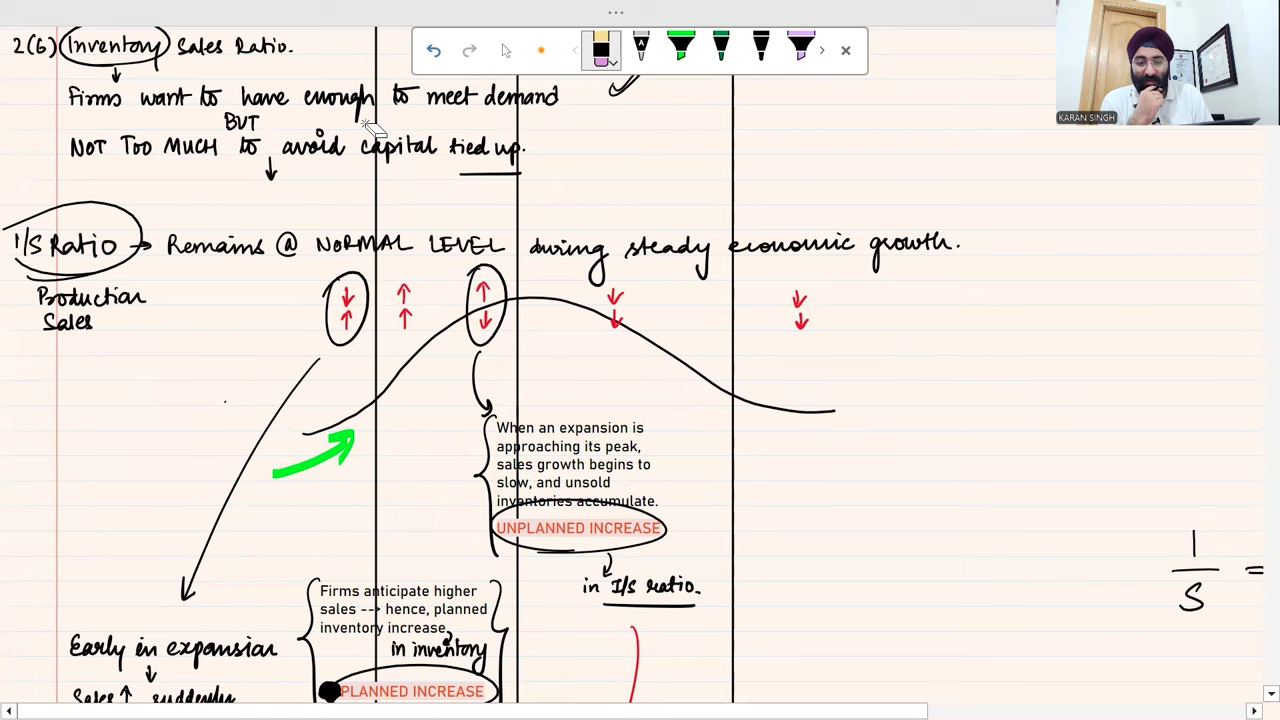 2(6) Inventory Sales Ratio.
Firms want to have enough to meet demand
BUT
NOT TOO MUCH to avoid capital tied up.
I/S Ratio → Remains @ NORMAL LEVEL during steady economic growth.
Production
Sales
When an expansion is
approaching its peak,
sales growth begins to
slow, and unsold
inventories accumulate.
UNPLANNED INCREASE
in I/S ratio.
I
S
=
Firms anticipate higher
sales --> hence, planned
inventory increase.
in inventory
PLANNED INCREASE
Early in expansion
Sales ↑ suddenly
KARAN SINGH